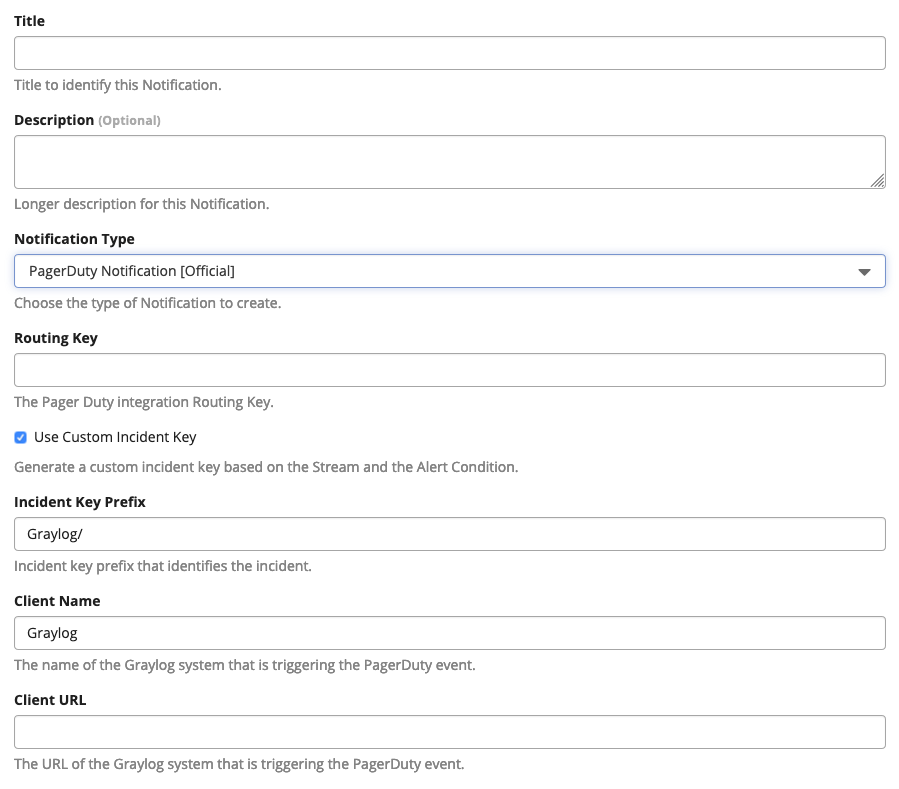 Title
Title to identify this Notification.
Description (Optional)
Longer description for this Notification.
Notification Type
PagerDuty Notification [Official]
Choose the type of Notification to create.
Routing Key
The Pager Duty integration Routing Key.
Use Custom Incident Key
Generate a custom incident key based on the Stream and the Alert Condition.
Incident Key Prefix
Graylog/
Incident key prefix that identifies the incident.
Client Name
Graylog
The name of the Graylog system that is triggering the PagerDuty event.
Client URL
The URL of the Graylog system that is triggering the PagerDuty event.